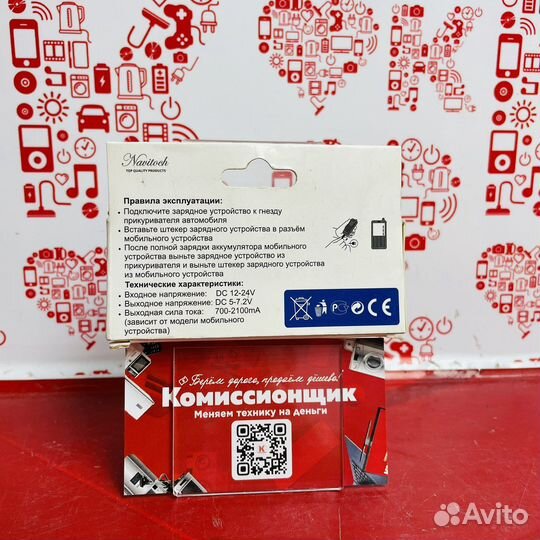 Navitoch
TOP QUALITY PRODUCTS
Правила эксплуатации:
• Подключите зарядное устройство к гнезду
прикуривателя автомобиля
• Вставьте штекер зарядного устройства в разъём
мобильного устройства
• После полной зарядки аккумулятора мобильного
устройства выньте зарядное устройство из
прикуривателя и выньте штекер зарядного устройства
из мобильного устройства
Технические характеристики:
• Входное напряжение: DC 12-24V
• Выходное напряжение: DC 5-7.2V
• Выходная сила тока: 700-2100mA
(зависит от модели мобильного
устройства)
CE
Берём дорого, продаём дёшево!
Комиссионщик
Меняем технику на деньги
К
Avito